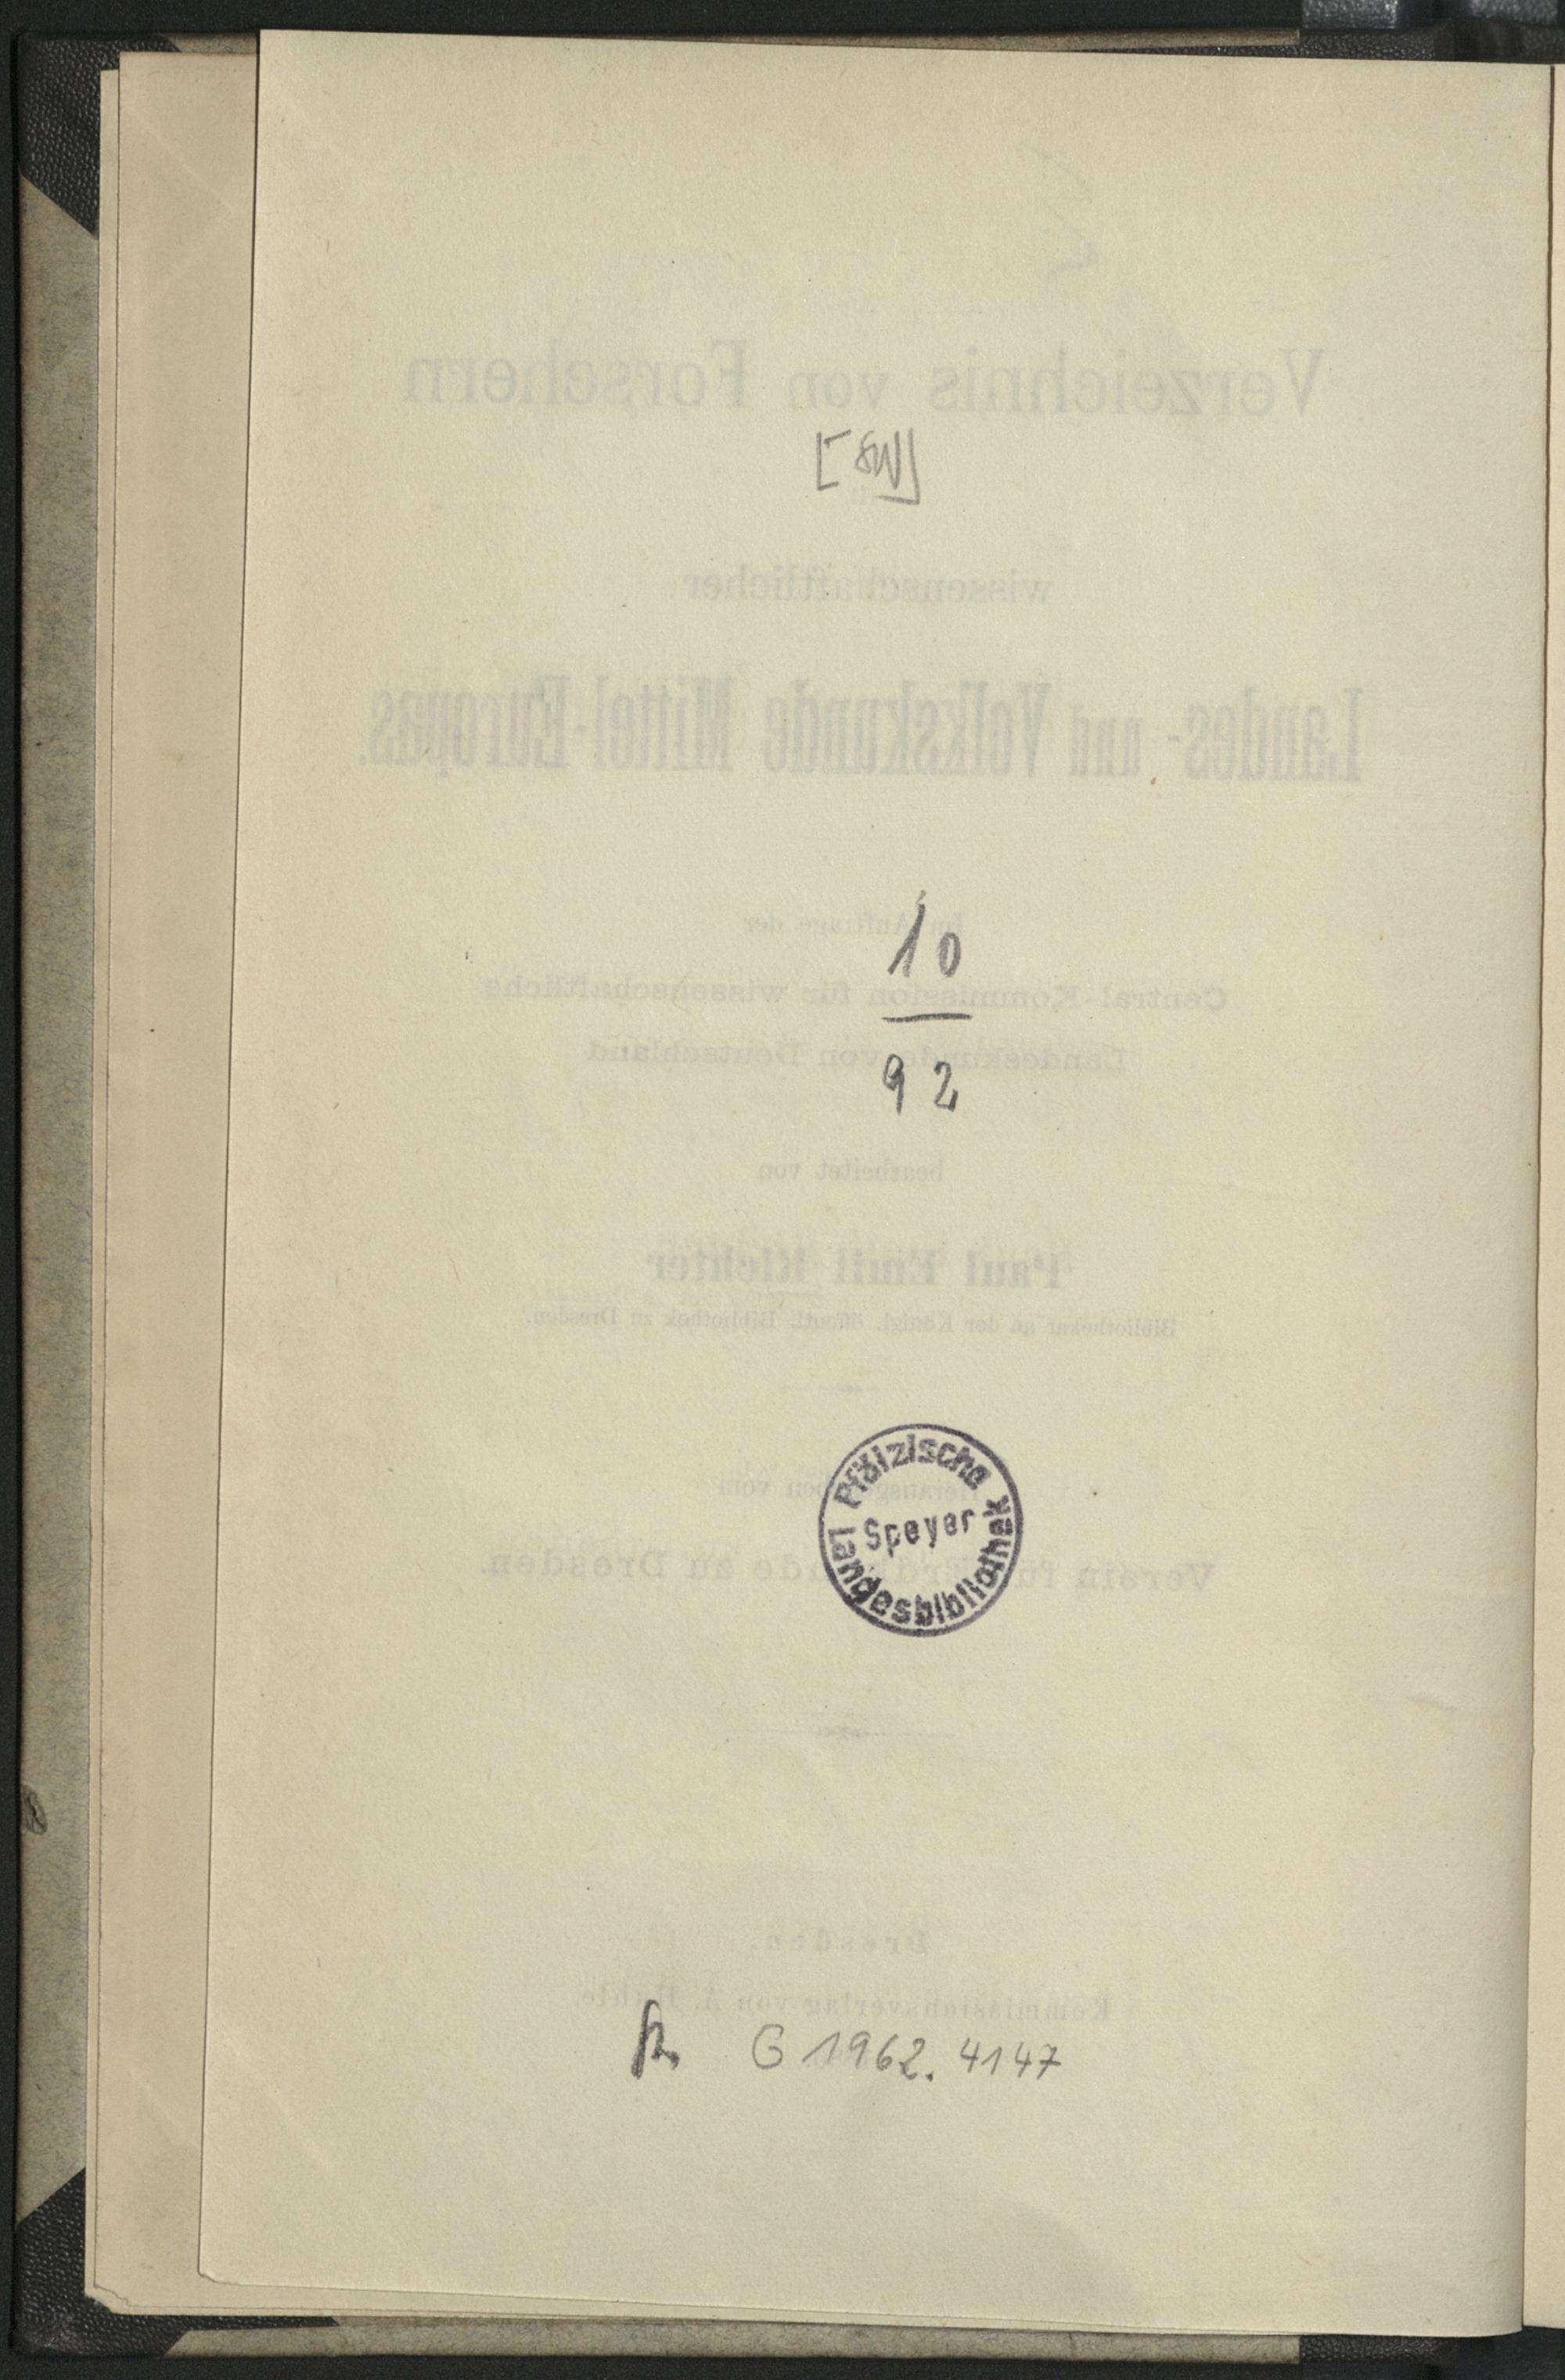 Verzeichnis von Forschern
in
wissenschaftlicher
Landes- und Volkskunde Mittel-Europas.
Im Auftrage der
10
Central-Kommission für wissenschaftliche
Landeskunde von Deutschland
92
bearbeitet von
Paul Emil Richter
Bibliothekar an der Königl. öffentl. Bibliothek zu Dresden.
Herausgegeben vom
Pfälzische
Speyer
Landesbibliothek
Verein für Erdkunde zu Dresden.
Dresden.
Kommissionsverlag von A. Huhle
G 1962. 4147